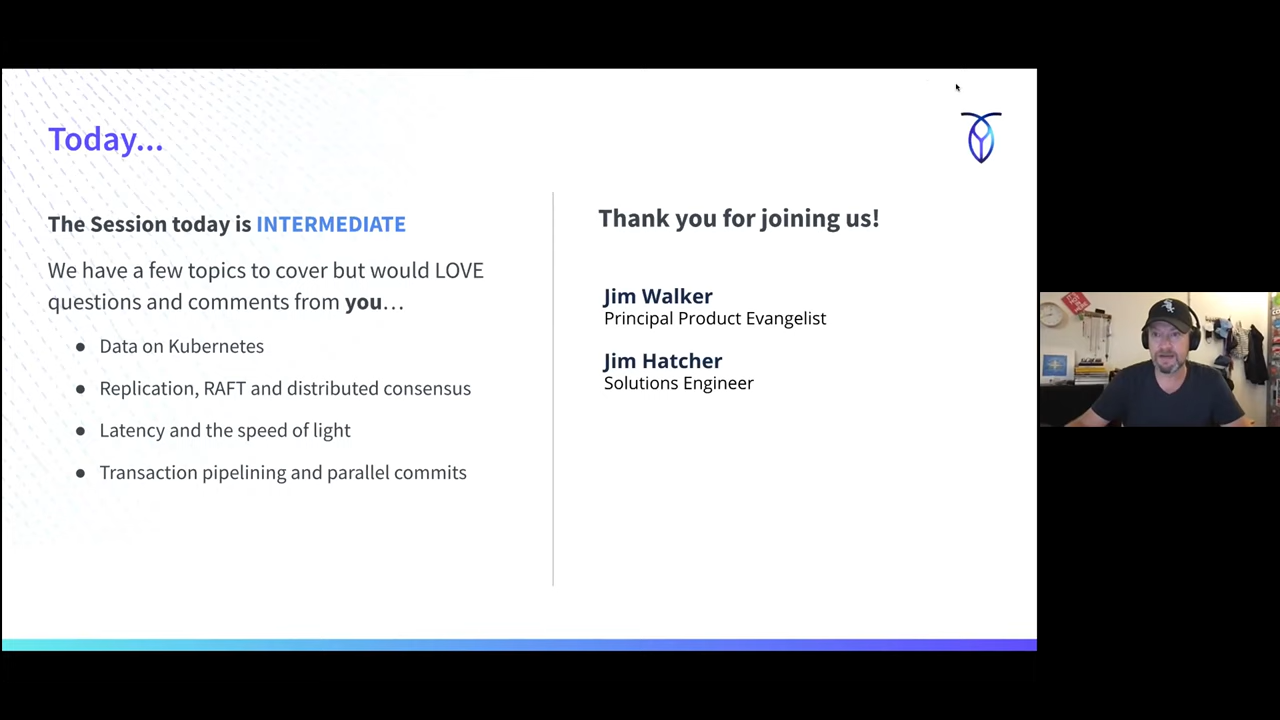 Today...
The Session today is INTERMEDIATE
We have a few topics to cover but would LOVE
questions and comments from you...
● Data on Kubernetes
● Replication, RAFT and distributed consensus
● Latency and the speed of light
● Transaction pipelining and parallel commits
Thank you for joining us!
Jim Walker
Principal Product Evangelist
Jim Hatcher
Solutions Engineer